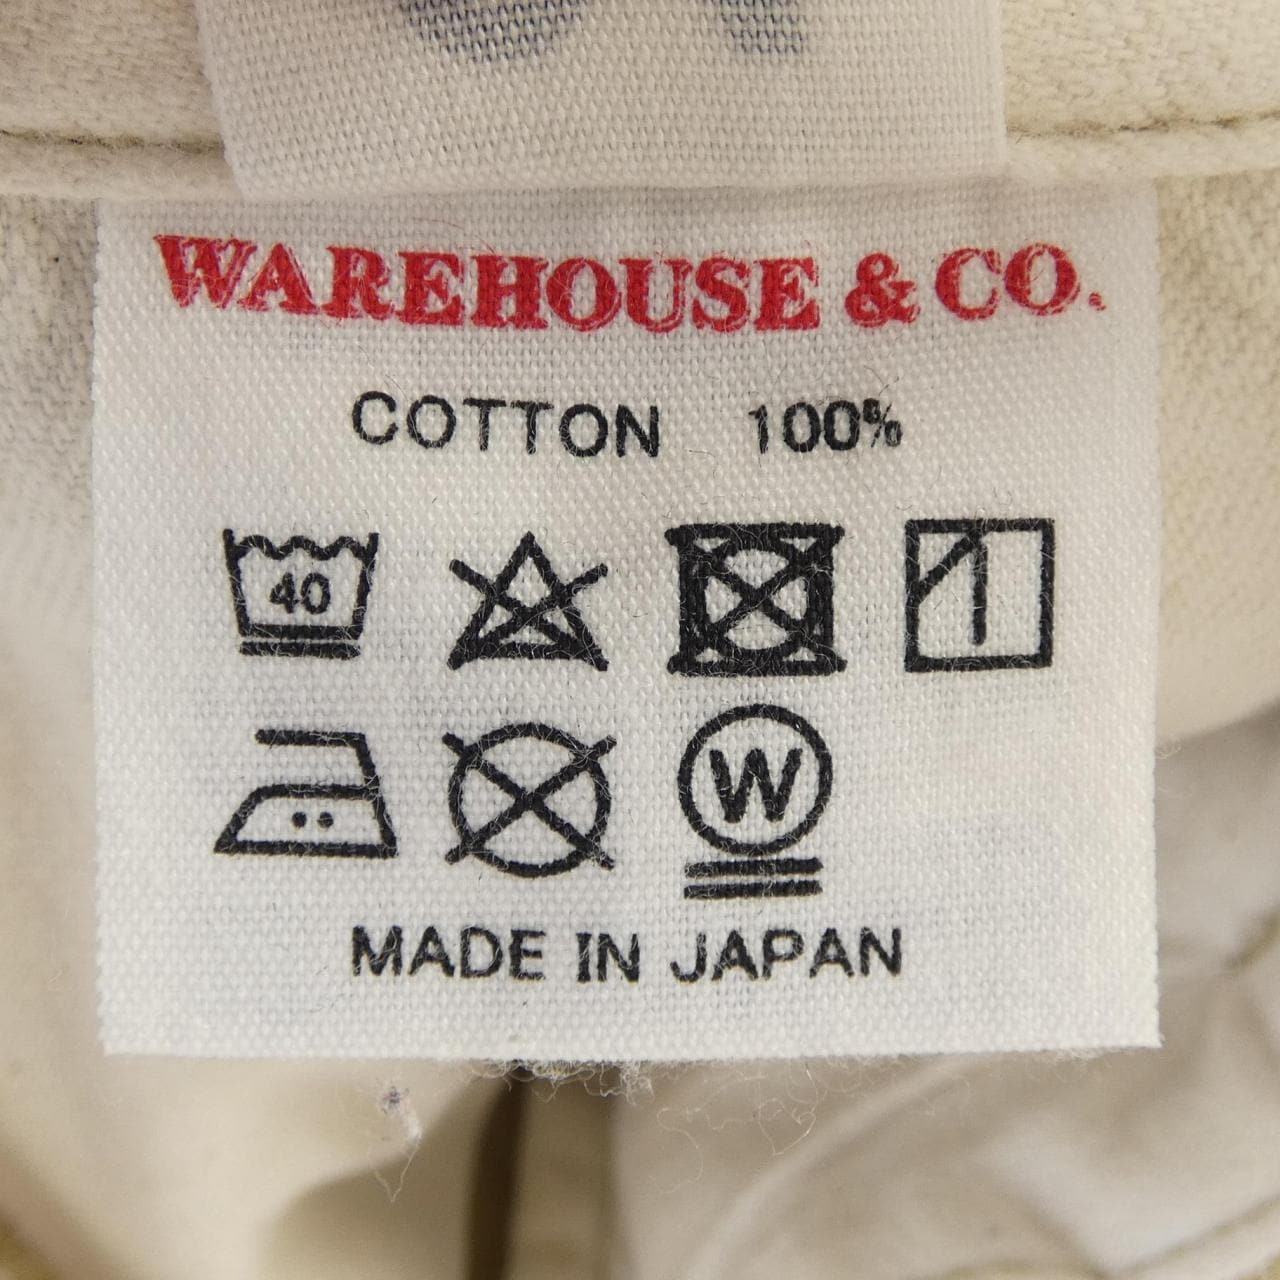 WAREHOUSE & CO.
COTTON 100%
40
W
MADE IN JAPAN